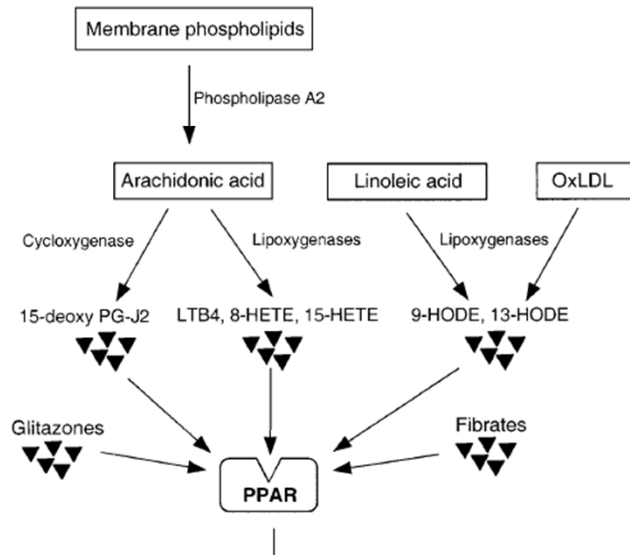 Membrane phospholipids
Phospholipase A2
Arachidonic acid
Linoleic acid
OxLDL
Cycloxygenase
Lipoxygenases
Lipoxygenases
15-deoxy PG-J2
LTB4, 8-HETE, 15-HETE
9-HODE, 13-HODE
Glitazones
Fibrates
PPAR